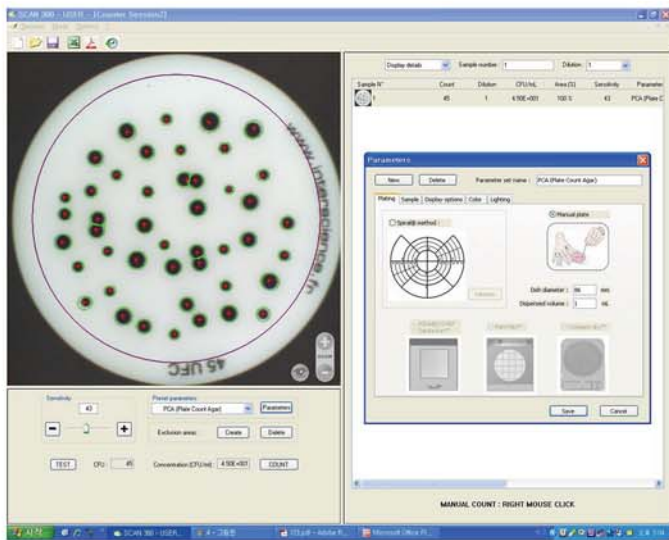 SCAN 300 - USER - [Counter Session2]
Display details
Sample number :
1
Dilution :
1
Sample N° Count Dilution CFU/mL Area (%) Sensitivity Parameter
1 45 1 4.50E+001 100 % 43 PCA (Plate C
Parameters
New
Delete
Parameter set name :
PCA (Plate Count Agar)
Plating Sample Display options Color Lighting
Spiral® method :
Manual plate
Dish diameter :
mm
Dispensed volume :
1
mL
Save
Cancel
www.interscience.fr
45 UFC
Sensitivity
43
Preset parameters
PCA (Plate Count Agar)
Parameters
Exclusion areas :
Create
Delete
TEST
CFU :
45
Concentration (CFU/ml) :
4.50E+001
COUNT
MANUAL COUNT : RIGHT MOUSE CLICK
시작
SCAN 300 - USER...